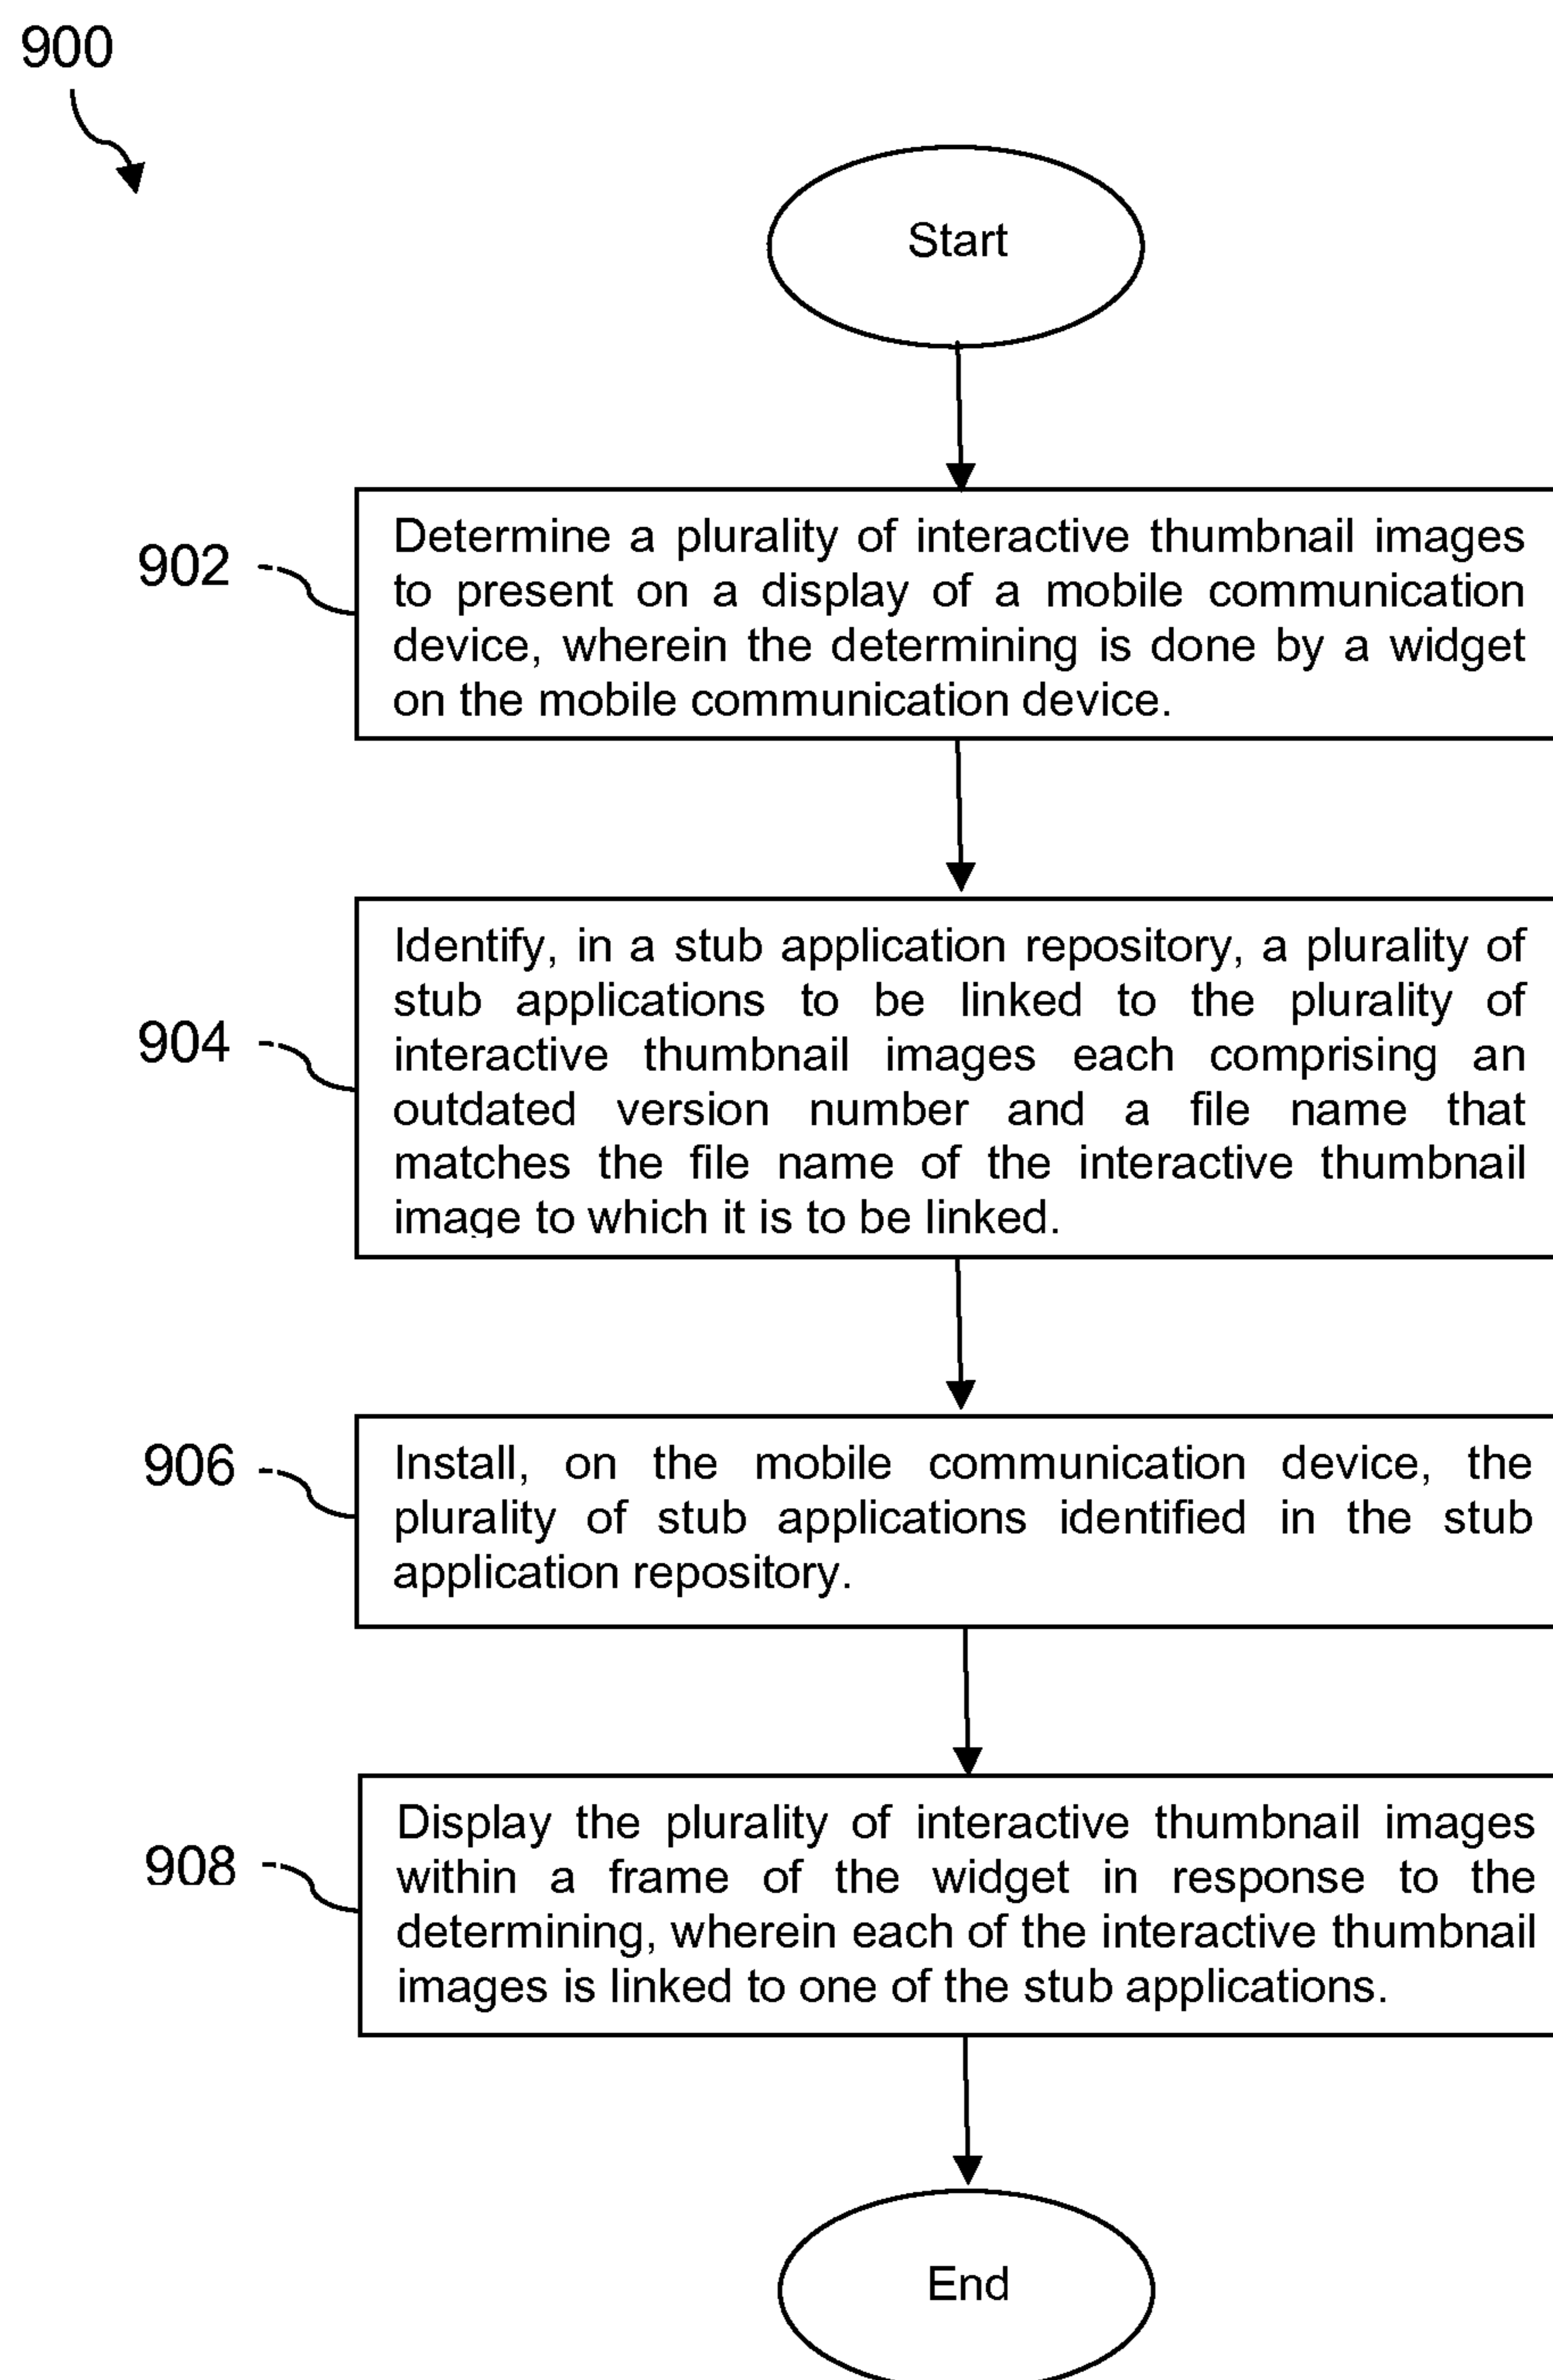 900
Start
902
Determine a plurality of interactive thumbnail images
to present on a display of a mobile communication
device, wherein the determining is done by a widget
on the mobile communication device.
904
Identify, in a stub application repository, a plurality of
stub applications to be linked to the plurality of
interactive thumbnail images each comprising an
outdated version number and a file name that
matches the file name of the interactive thumbnail
image to which it is to be linked.
906
Install, on the mobile communication device, the
plurality of stub applications identified in the stub
application repository.
908
Display the plurality of interactive thumbnail images
within a frame of the widget in response to the
determining, wherein each of the interactive thumbnail
images is linked to one of the stub applications.
End